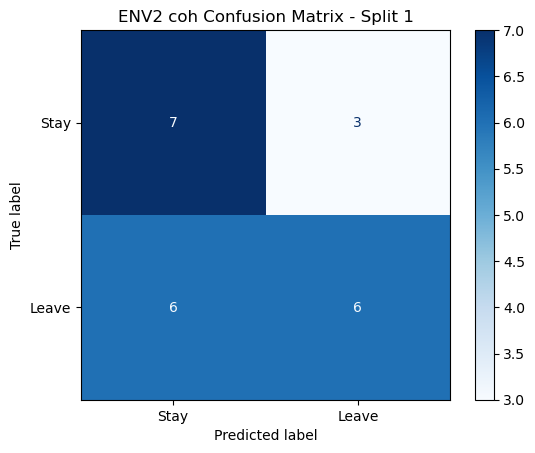 ENV2 coh Confusion Matrix - Split 1
True label
Stay
7
3
Leave
6
6
Stay
Leave
Predicted label
7.0
6.5
6.0
5.5
5.0
4.5
4.0
3.5
3.0